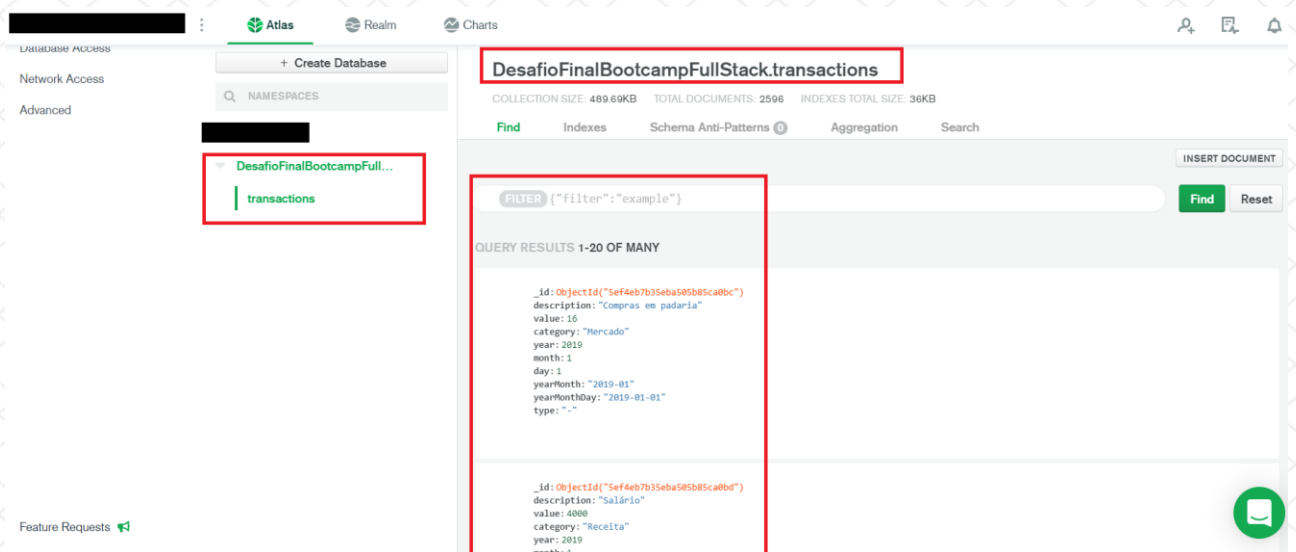 Atlas
Realm
Charts
Database Access
Network Access
Advanced
Feature Requests
+ Create Database
NAMESPACES
DesafioFinalBootcampFull...
transactions
DesafioFinalBootcampFullStack.transactions
COLLECTION SIZE: 489.69KB TOTAL DOCUMENTS: 2596 INDEXES TOTAL SIZE: 36KB
Find Indexes Schema Anti-Patterns 0 Aggregation Search
INSERT DOCUMENT
FILTER {"filter":"example"}
Find
Reset
QUERY RESULTS 1-20 OF MANY
_id: ObjectId("5ef4eb7b35eba505b85ca0bc")
description: "Compras em padaria"
value: 16
category: "Mercado"
year: 2019
month: 1
day: 1
yearMonth: "2019-01"
yearMonthDay: "2019-01-01"
type: "-"
_id: ObjectId("5ef4eb7b35eba505b85ca0bd")
description: "Salário"
value: 4000
category: "Receita"
year: 2019
month: 1